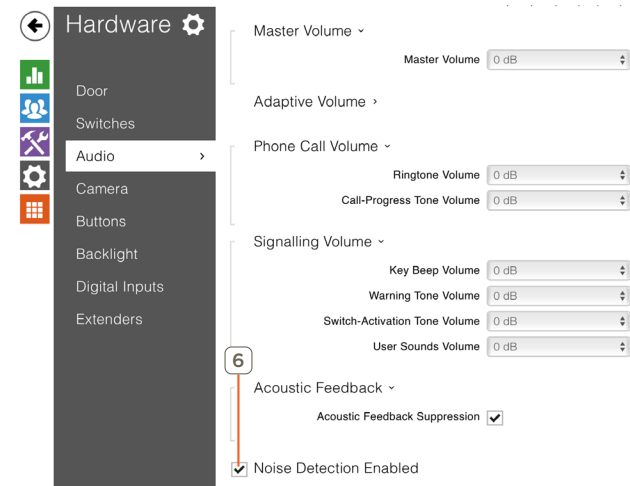 Hardware
Door
Switches
Audio
Camera
Buttons
Backlight
Digital Inputs
Extenders
Master Volume
Master Volume 0 dB
Adaptive Volume
Phone Call Volume
Ringtone Volume 0 dB
Call-Progress Tone Volume 0 dB
Signalling Volume
Key Beep Volume 0 dB
Warning Tone Volume 0 dB
Switch-Activation Tone Volume 0 dB
User Sounds Volume 0 dB
6
Acoustic Feedback
Acoustic Feedback Suppression
Noise Detection Enabled